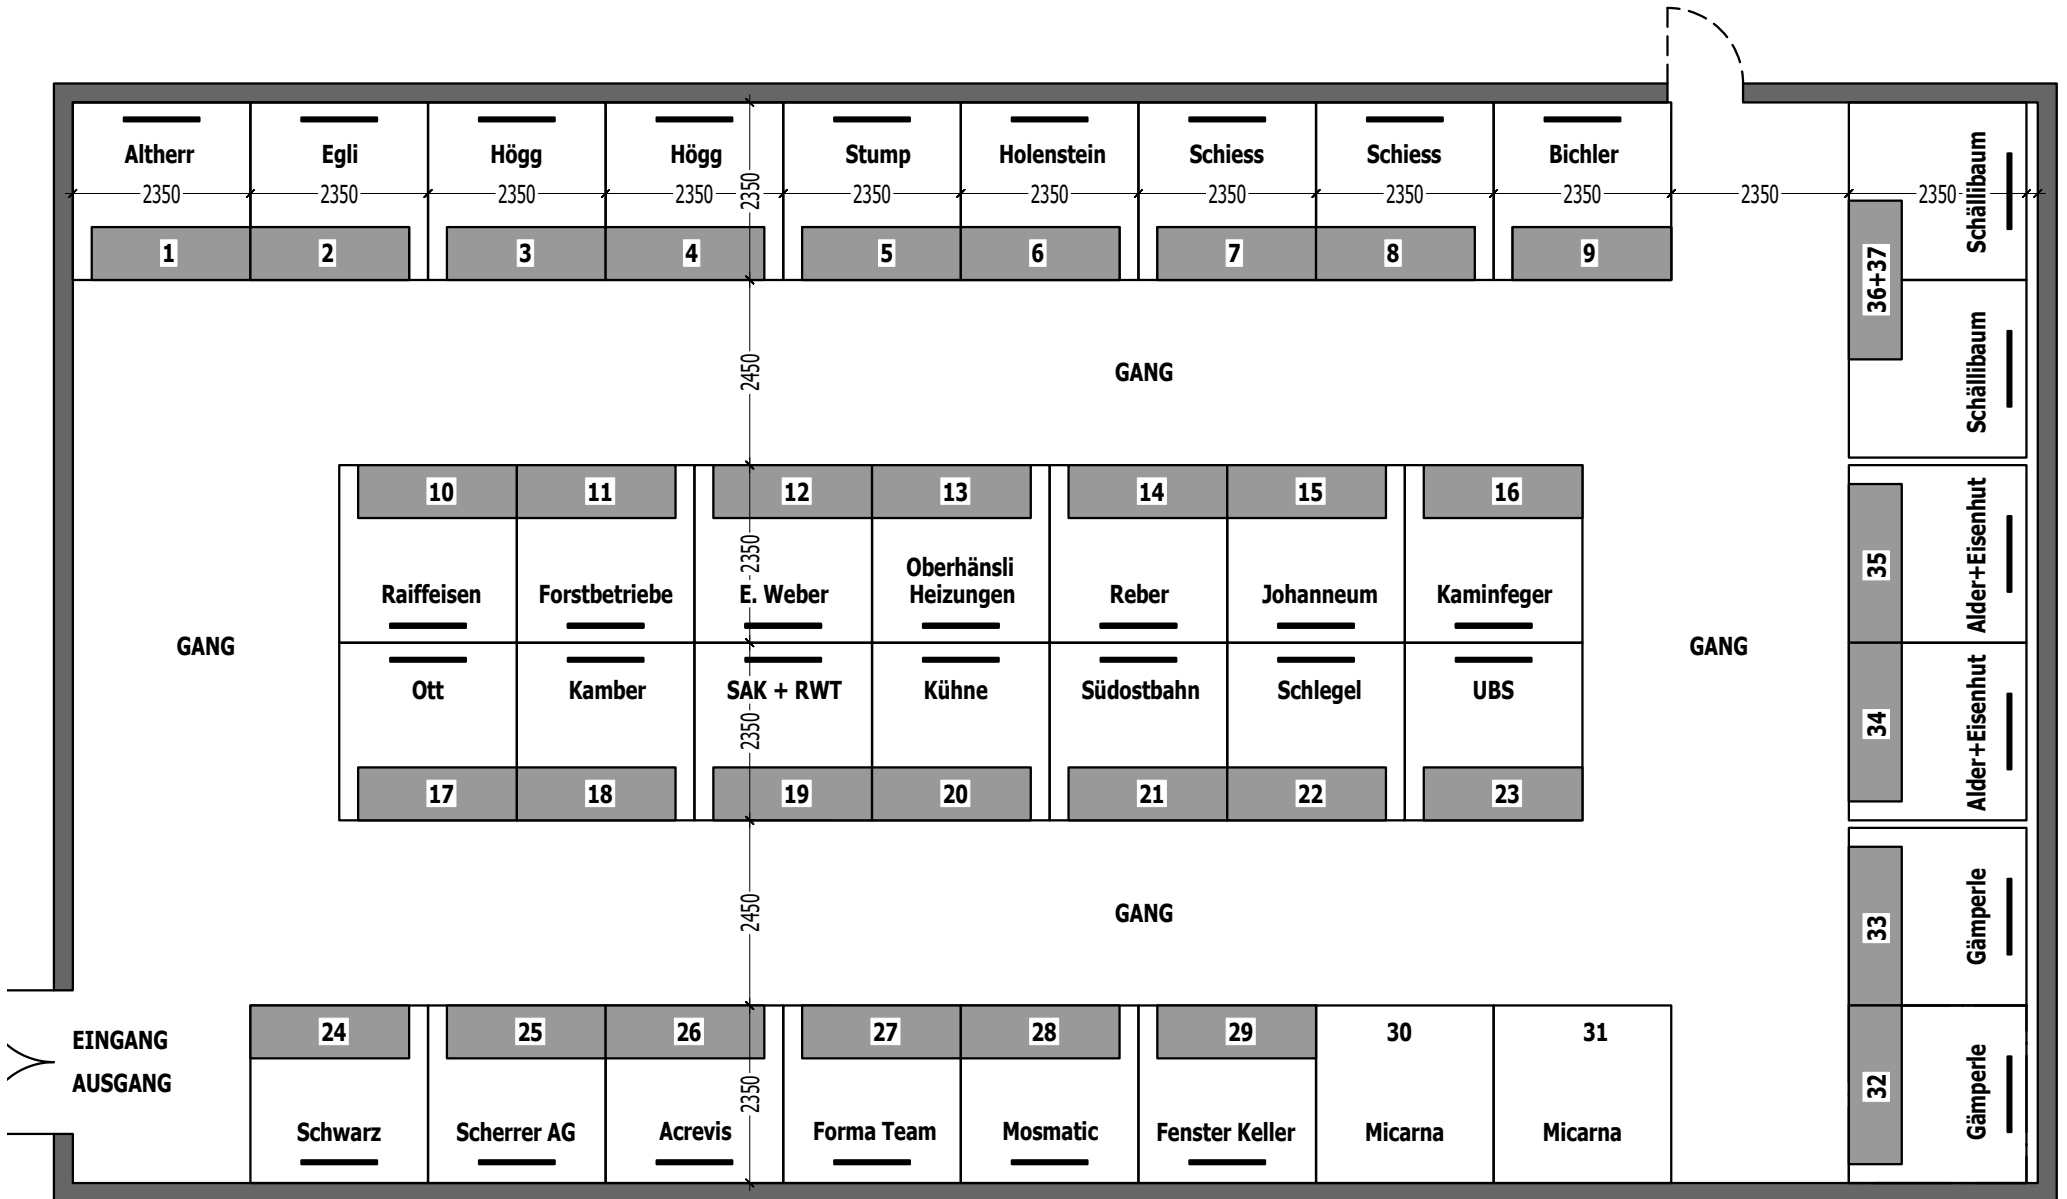 Altherr
Egli
Högg
Högg
Stump
Holenstein
Schiess
Schiess
Bichler
Schällibaum
2350
2350
2350
2350
2350
2350
2350
2350
2350
2350
2350
2350
1
2
3
4
5
6
7
8
9
36+37
Schällibaum
2450
GANG
10
11
12
13
14
15
16
35
Alder+Eisenhut
2350
Raiffeisen
Forstbetriebe
E. Weber
Oberhänsli
Heizungen
Reber
Johanneum
Kaminfeger
GANG
GANG
Ott
Kamber
SAK + RWT
Kühne
Südostbahn
Schlegel
UBS
2350
34
Alder+Eisenhut
17
18
19
20
21
22
23
2450
GANG
33
Gämperle
EINGANG
AUSGANG
24
25
26
27
28
29
30
31
32
Gämperle
2350
Schwarz
Scherrer AG
Acrevis
Forma Team
Mosmatic
Fenster Keller
Micarna
Micarna